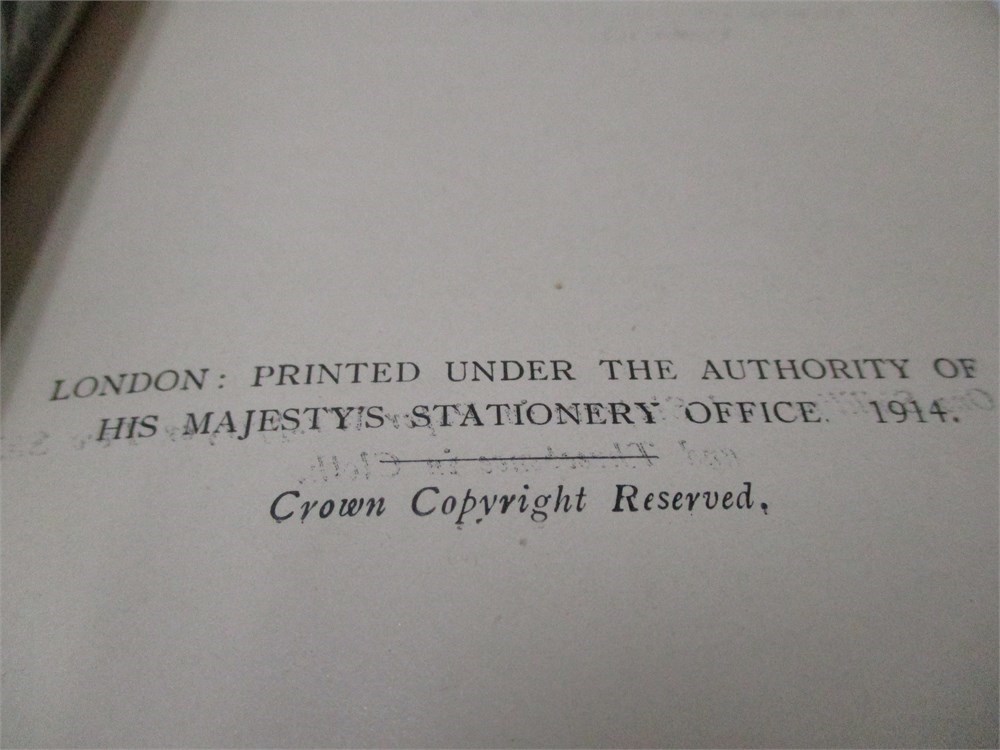 LONDON: PRINTED UNDER THE AUTHORITY OF
HIS MAJESTY'S STATIONERY OFFICE. 1914.
Crown Copyright Reserved.